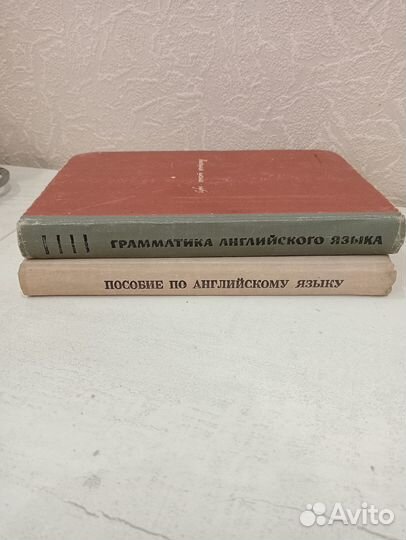 ГРАММАТИКА АНГЛИЙСКОГО ЯЗЫКА
ПОСОБИЕ ПО АНГЛИЙСКОМУ ЯЗЫКУ
Avito